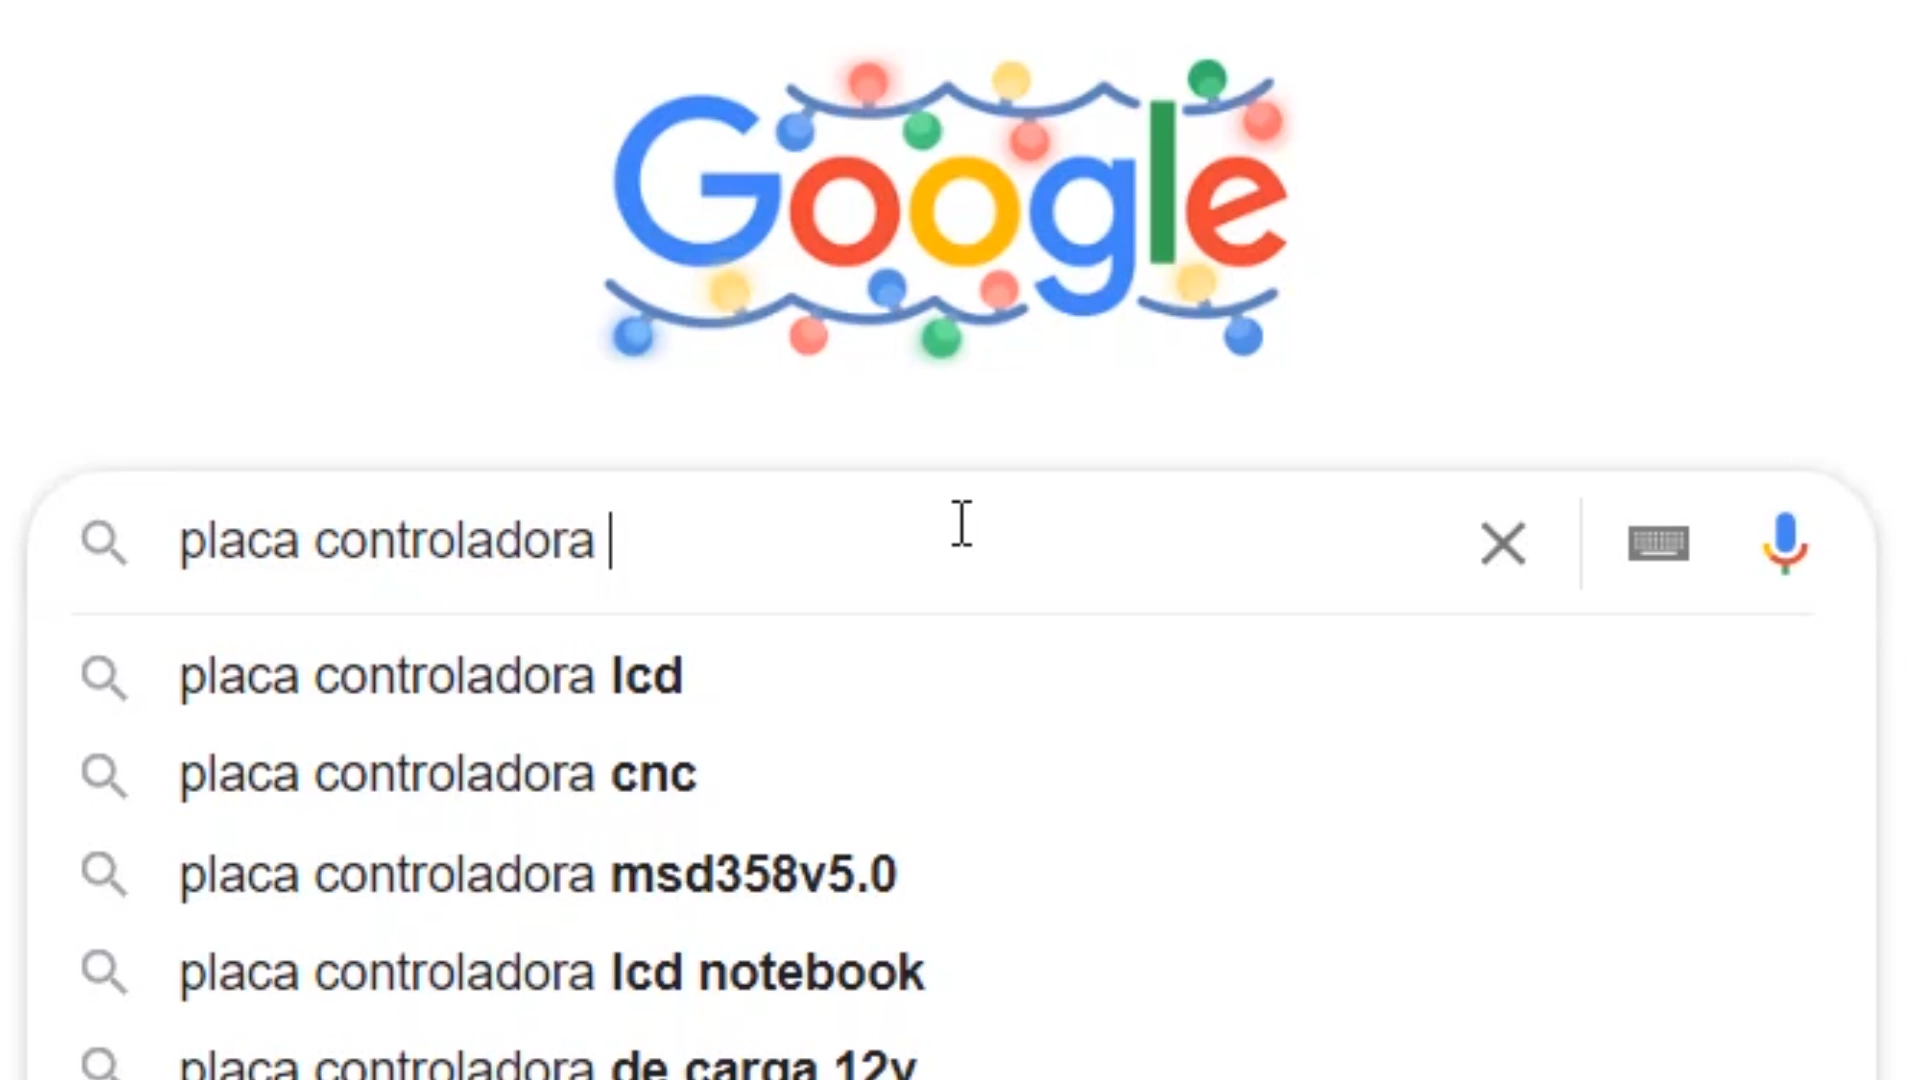 Google
placa controladora
placa controladora lcd
placa controladora cnc
placa controladora msd358v5.0
placa controladora lcd notebook
placa controladora de carga 12v